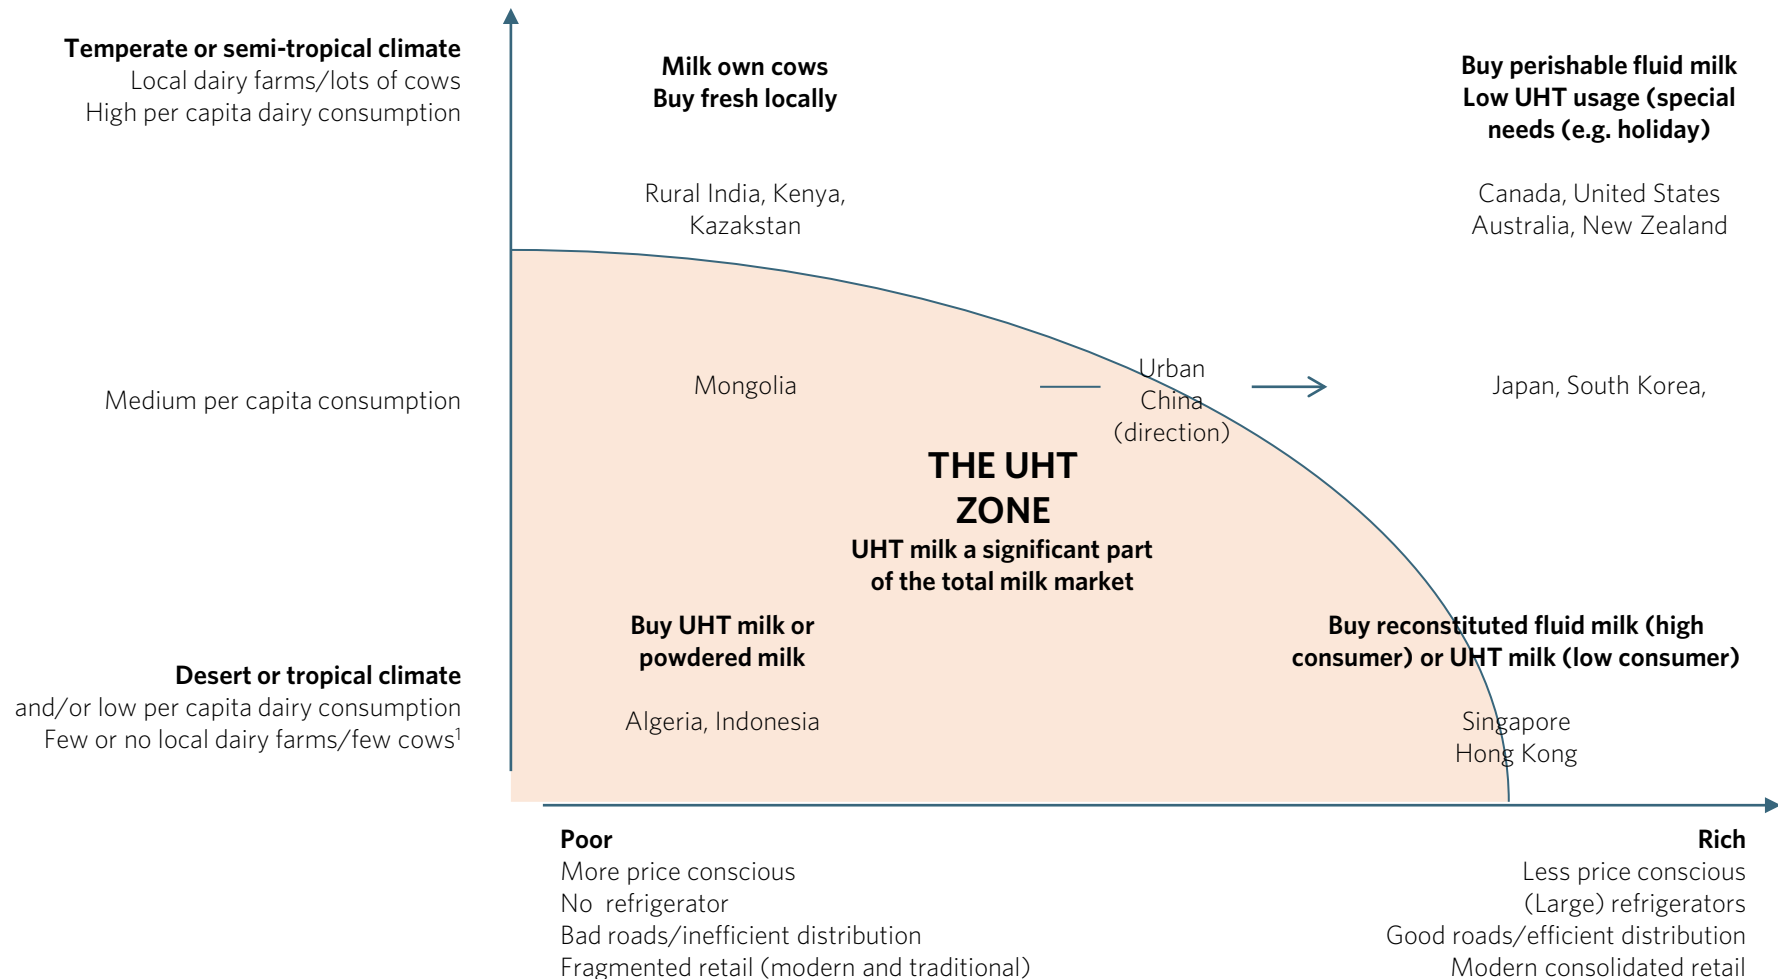 Temperate or semi-tropical climate
Local dairy farms/lots of cows
High per capita dairy consumption
Milk own cows
Buy fresh locally
Buy perishable fluid milk
Low UHT usage (special
needs (e.g. holiday)
Rural India, Kenya,
Kazakstan
Canada, United States
Australia, New Zealand
Medium per capita consumption
Mongolia
Urban
China
(direction)
Japan, South Korea,
THE UHT
ZONE
UHT milk a significant part
of the total milk market
Buy UHT milk or
powdered milk
Buy reconstituted fluid milk (high
consumer) or UHT milk (low consumer)
Desert or tropical climate
and/or low per capita dairy consumption
Few or no local dairy farms/few cows¹
Algeria, Indonesia
Singapore
Hong Kong
Poor
More price conscious
No refrigerator
Bad roads/inefficient distribution
Fragmented retail (modern and traditional)
Rich
Less price conscious
(Large) refrigerators
Good roads/efficient distribution
Modern consolidated retail